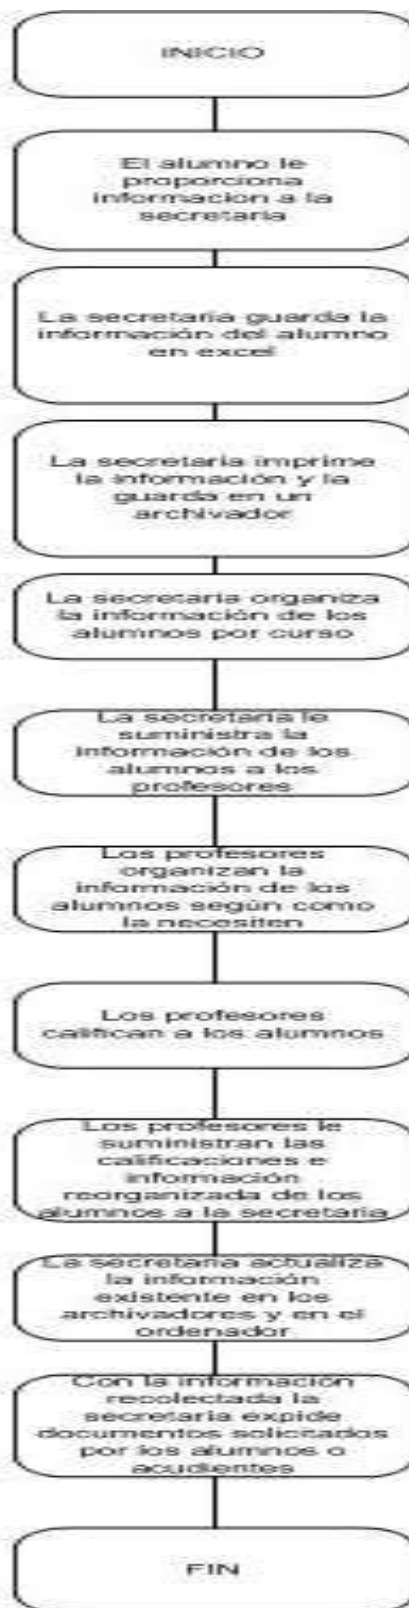 INICIO
El alumno le
proporciona
informacion a la
secretaria
La secretaria guarda la
información del alumno
en excel
La secretaria imprime
la información y la
guarda en un
archivador
La secretaria organiza
la información de los
alumnos por curso
La secretaria le
suministra la
información de los
alumnos a los
profesores
Los profesores
organizan la
información de los
alumnos según como
la necesiten
Los profesores
califican a los alumnos
Los profesores le
suministran las
calificaciones e
información
reorganizada de los
alumnos a la secretaria
La secretaria actualiza
la información
existente en los
archivadores y en el
ordenador
Con la información
recolectada la
secretaria expide
documentos solicitados
por los alumnos o
acudientes
FIN